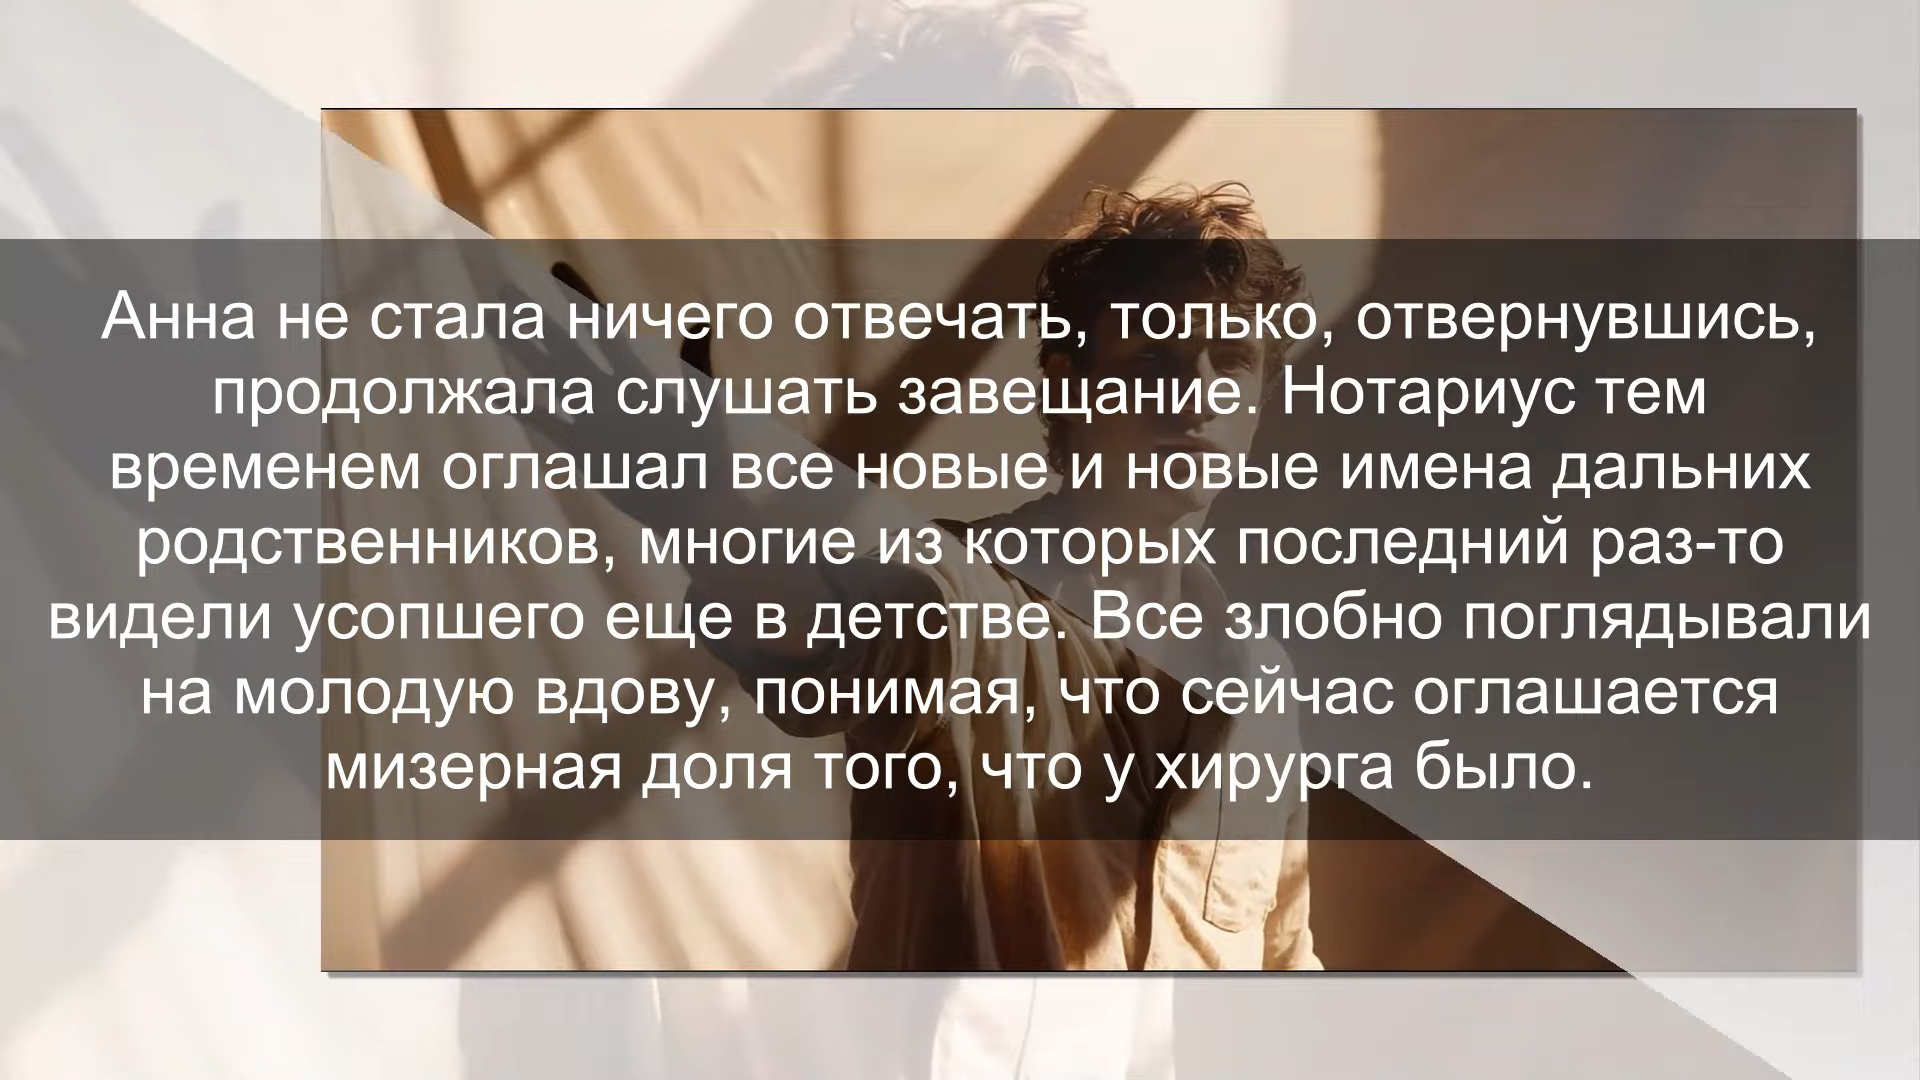 Анна не стала ничего отвечать, только, отвернувшись,
продолжала слушать завещание. Нотариус тем
временем оглашал все новые и новые имена дальних
родственников, многие из которых последний раз-то
видели усопшего еще в детстве. Все злобно поглядывали
на молодую вдову, понимая, что сейчас оглашается
мизерная доля того, что у хирурга было.